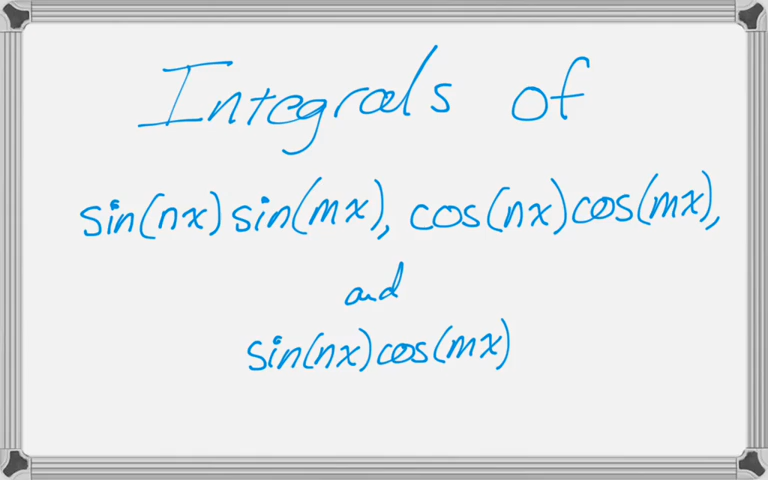 Integrals of
sin(nx) sin(mx), cos(nx)cos(mx),
and
sin(nx)cos(mx)